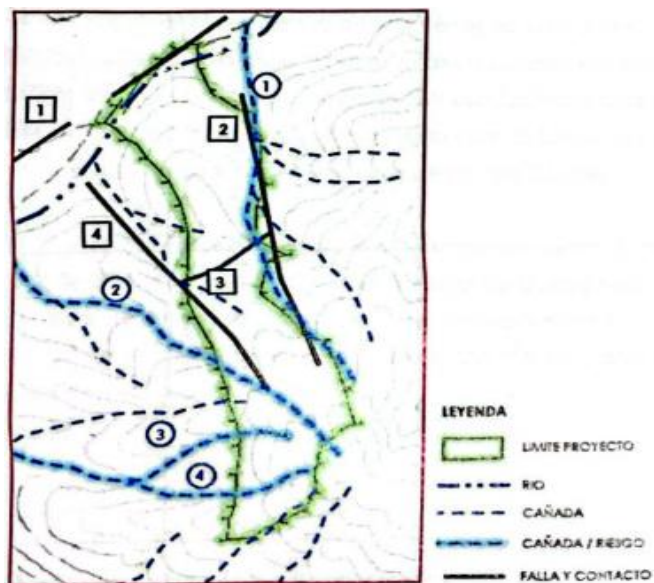 1
1
2
4
3
2
3
4
LEYENDA
LIMITE PROYECTO
RIO
CAÑADA
CAÑADA / RIESGO
FALLA Y CONTACTO